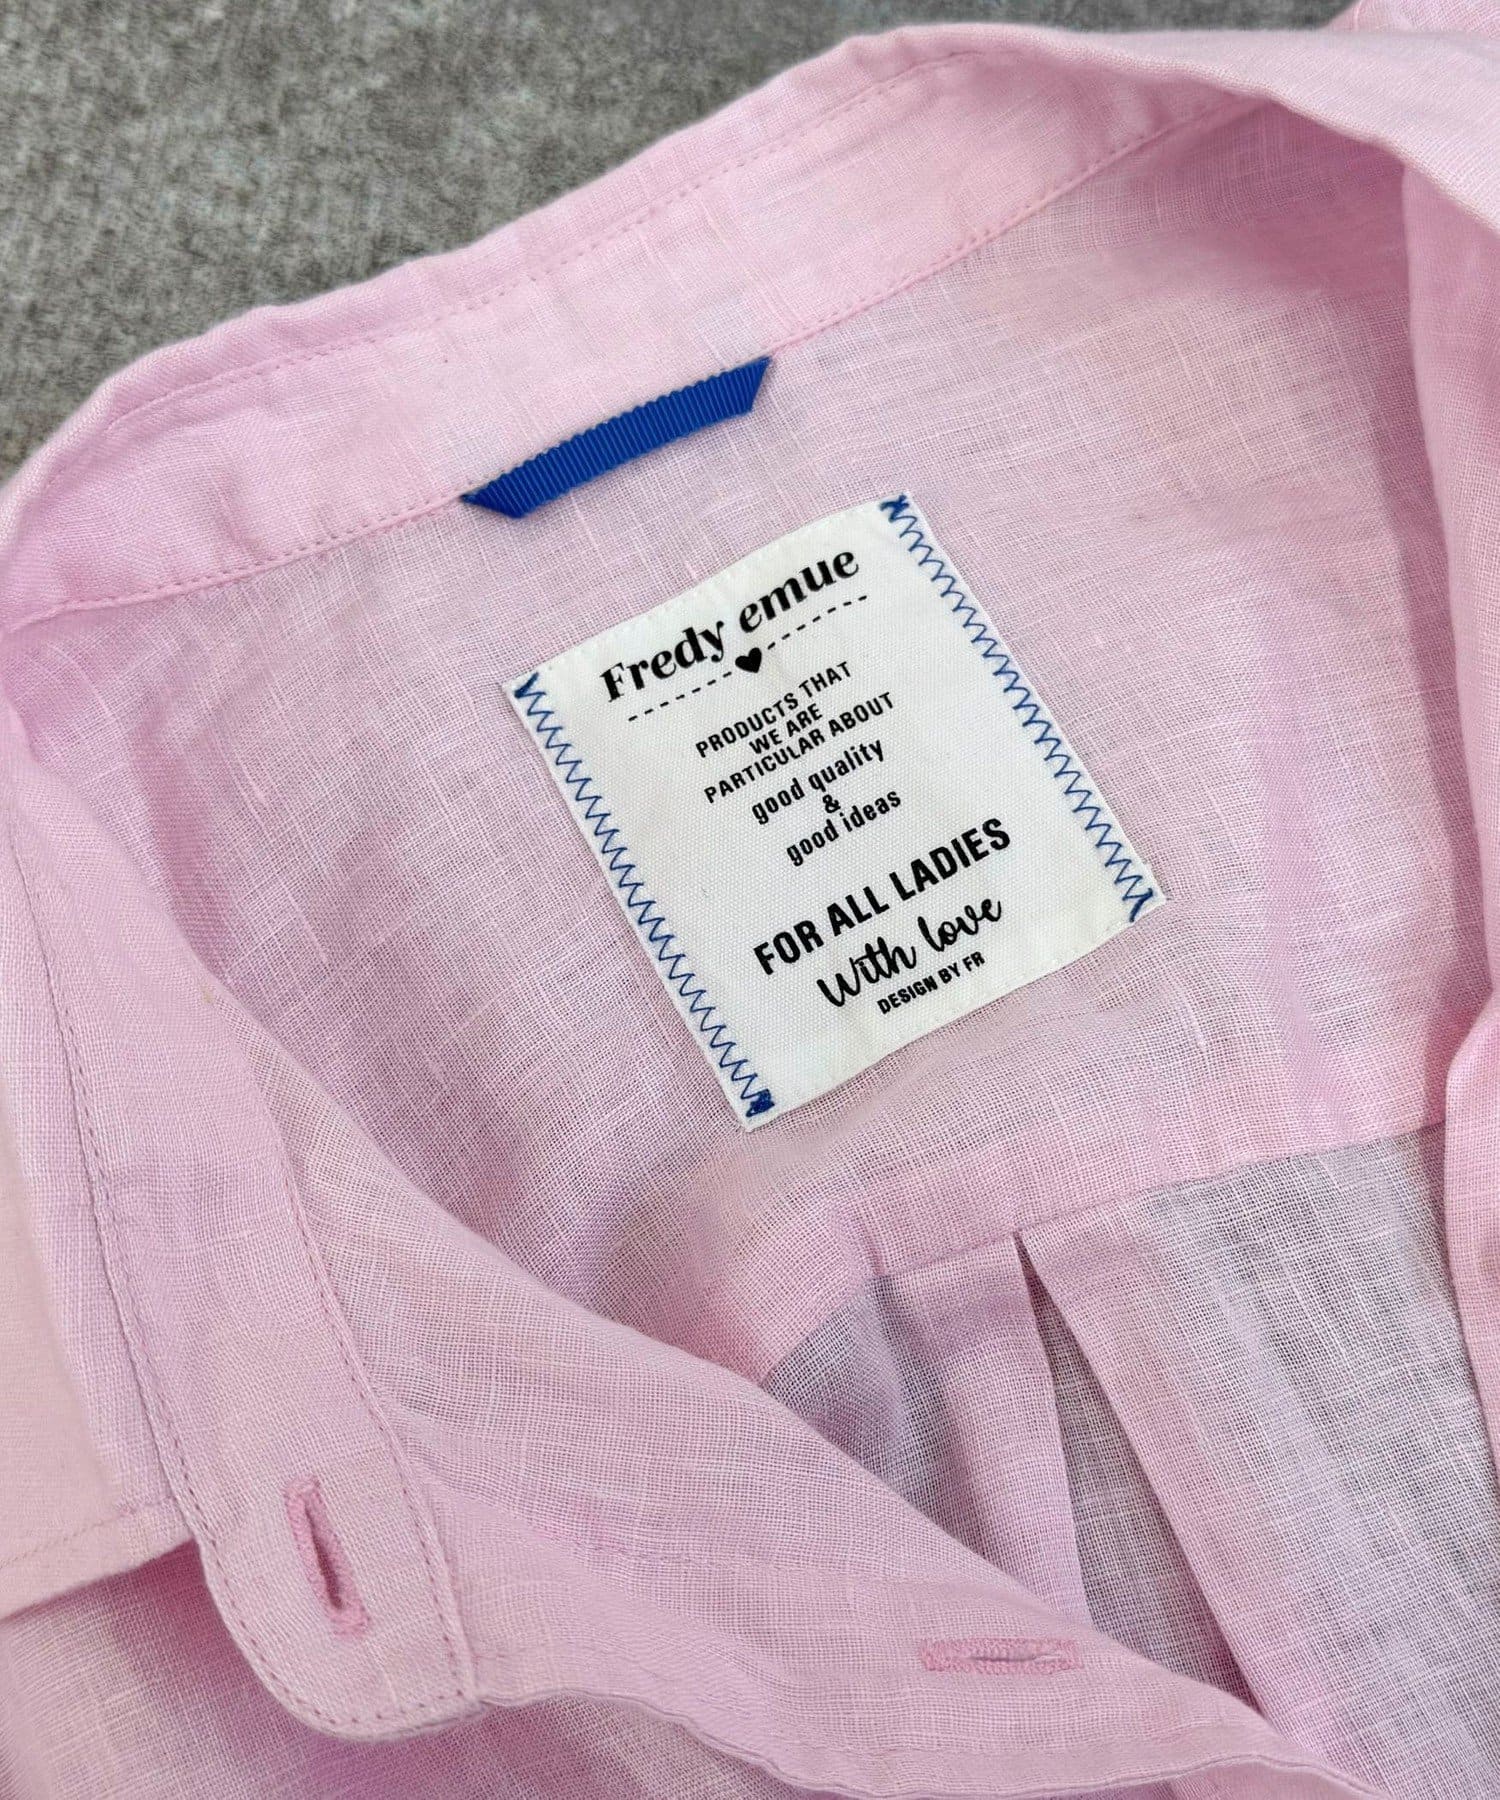 Fredy emue
PRODUCTS THAT
WE ARE
PARTICULAR ABOUT
good quality
&
good ideas
FOR ALL LADIES
With love
DESIGN BY FR